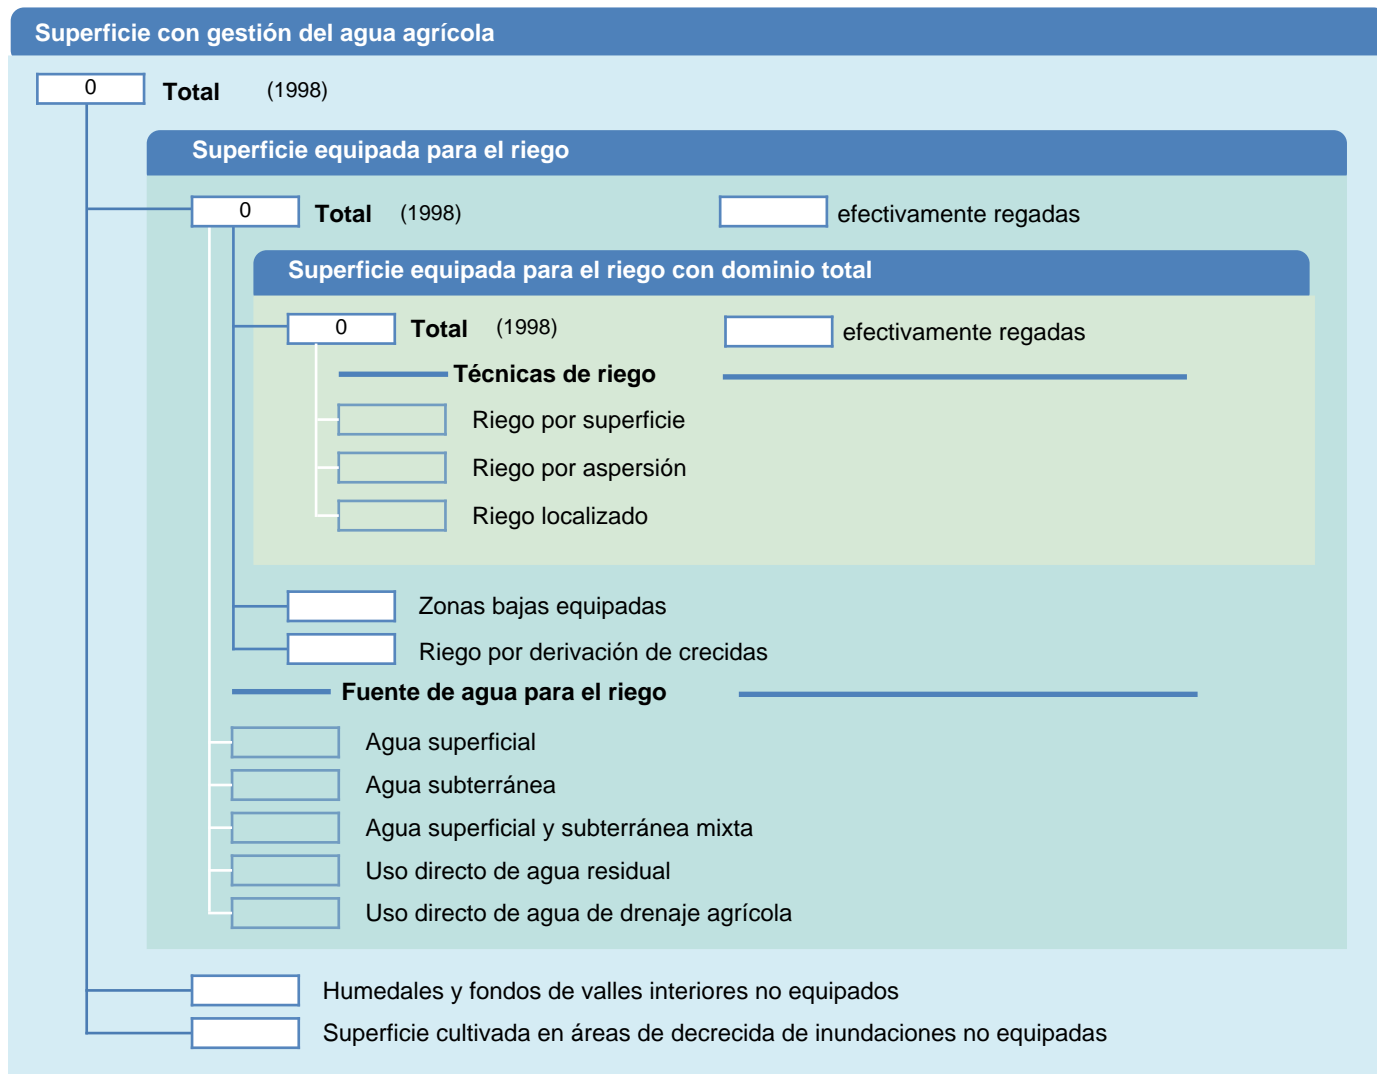 Superficie con gestión del agua agrícola
0 Total (1998)
Superficie equipada para el riego
0 Total (1998) efectivamente regadas
Superficie equipada para el riego con dominio total
0 Total (1998) efectivamente regadas
Técnicas de riego
Riego por superficie
Riego por aspersión
Riego localizado
Zonas bajas equipadas
Riego por derivación de crecidas
Fuente de agua para el riego
Agua superficial
Agua subterránea
Agua superficial y subterránea mixta
Uso directo de agua residual
Uso directo de agua de drenaje agrícola
Humedales y fondos de valles interiores no equipados
Superficie cultivada en áreas de decrecida de inundaciones no equipadas